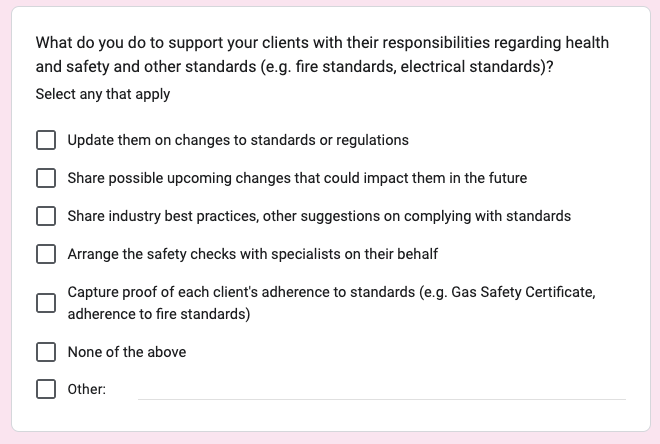 What do you do to support your clients with their responsibilities regarding health
and safety and other standards (e.g. fire standards, electrical standards)?
Select any that apply
Update them on changes to standards or regulations
Share possible upcoming changes that could impact them in the future
Share industry best practices, other suggestions on complying with standards
Arrange the safety checks with specialists on their behalf
Capture proof of each client's adherence to standards (e.g. Gas Safety Certificate,
adherence to fire standards)
None of the above
Other: